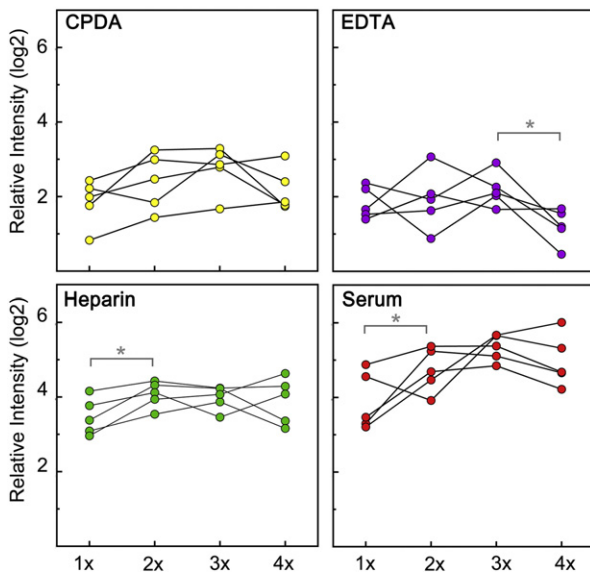 CPDA
EDTA
Relative Intensity (log2)
6
4
2
*
Heparin
Serum
Relative Intensity (log2)
6
4
2
*
*
1x 2x 3x 4x
1x 2x 3x 4x